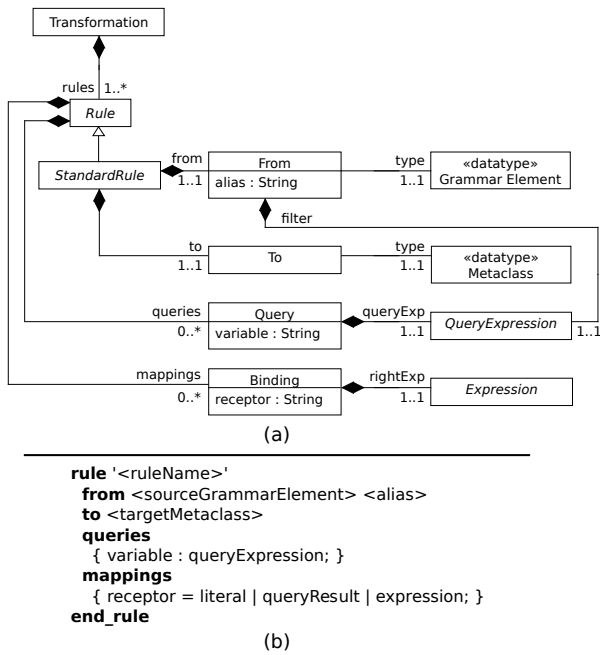 Transformation
rules 1..*
Rule
StandardRule
from
1..1
From
alias : String
type
1..1
«datatype»
Grammar Element
filter
to
1..1
To
type
1..1
«datatype»
Metaclass
queries
0..*
Query
variable : String
queryExp
1..1
QueryExpression
1..1
mappings
0..*
Binding
receptor : String
rightExp
1..1
Expression
(a)
rule '<ruleName>'
from <sourceGrammarElement> <alias>
to <targetMetaclass>
queries
{ variable : queryExpression; }
mappings
{ receptor = literal | queryResult | expression; }
end_rule
(b)